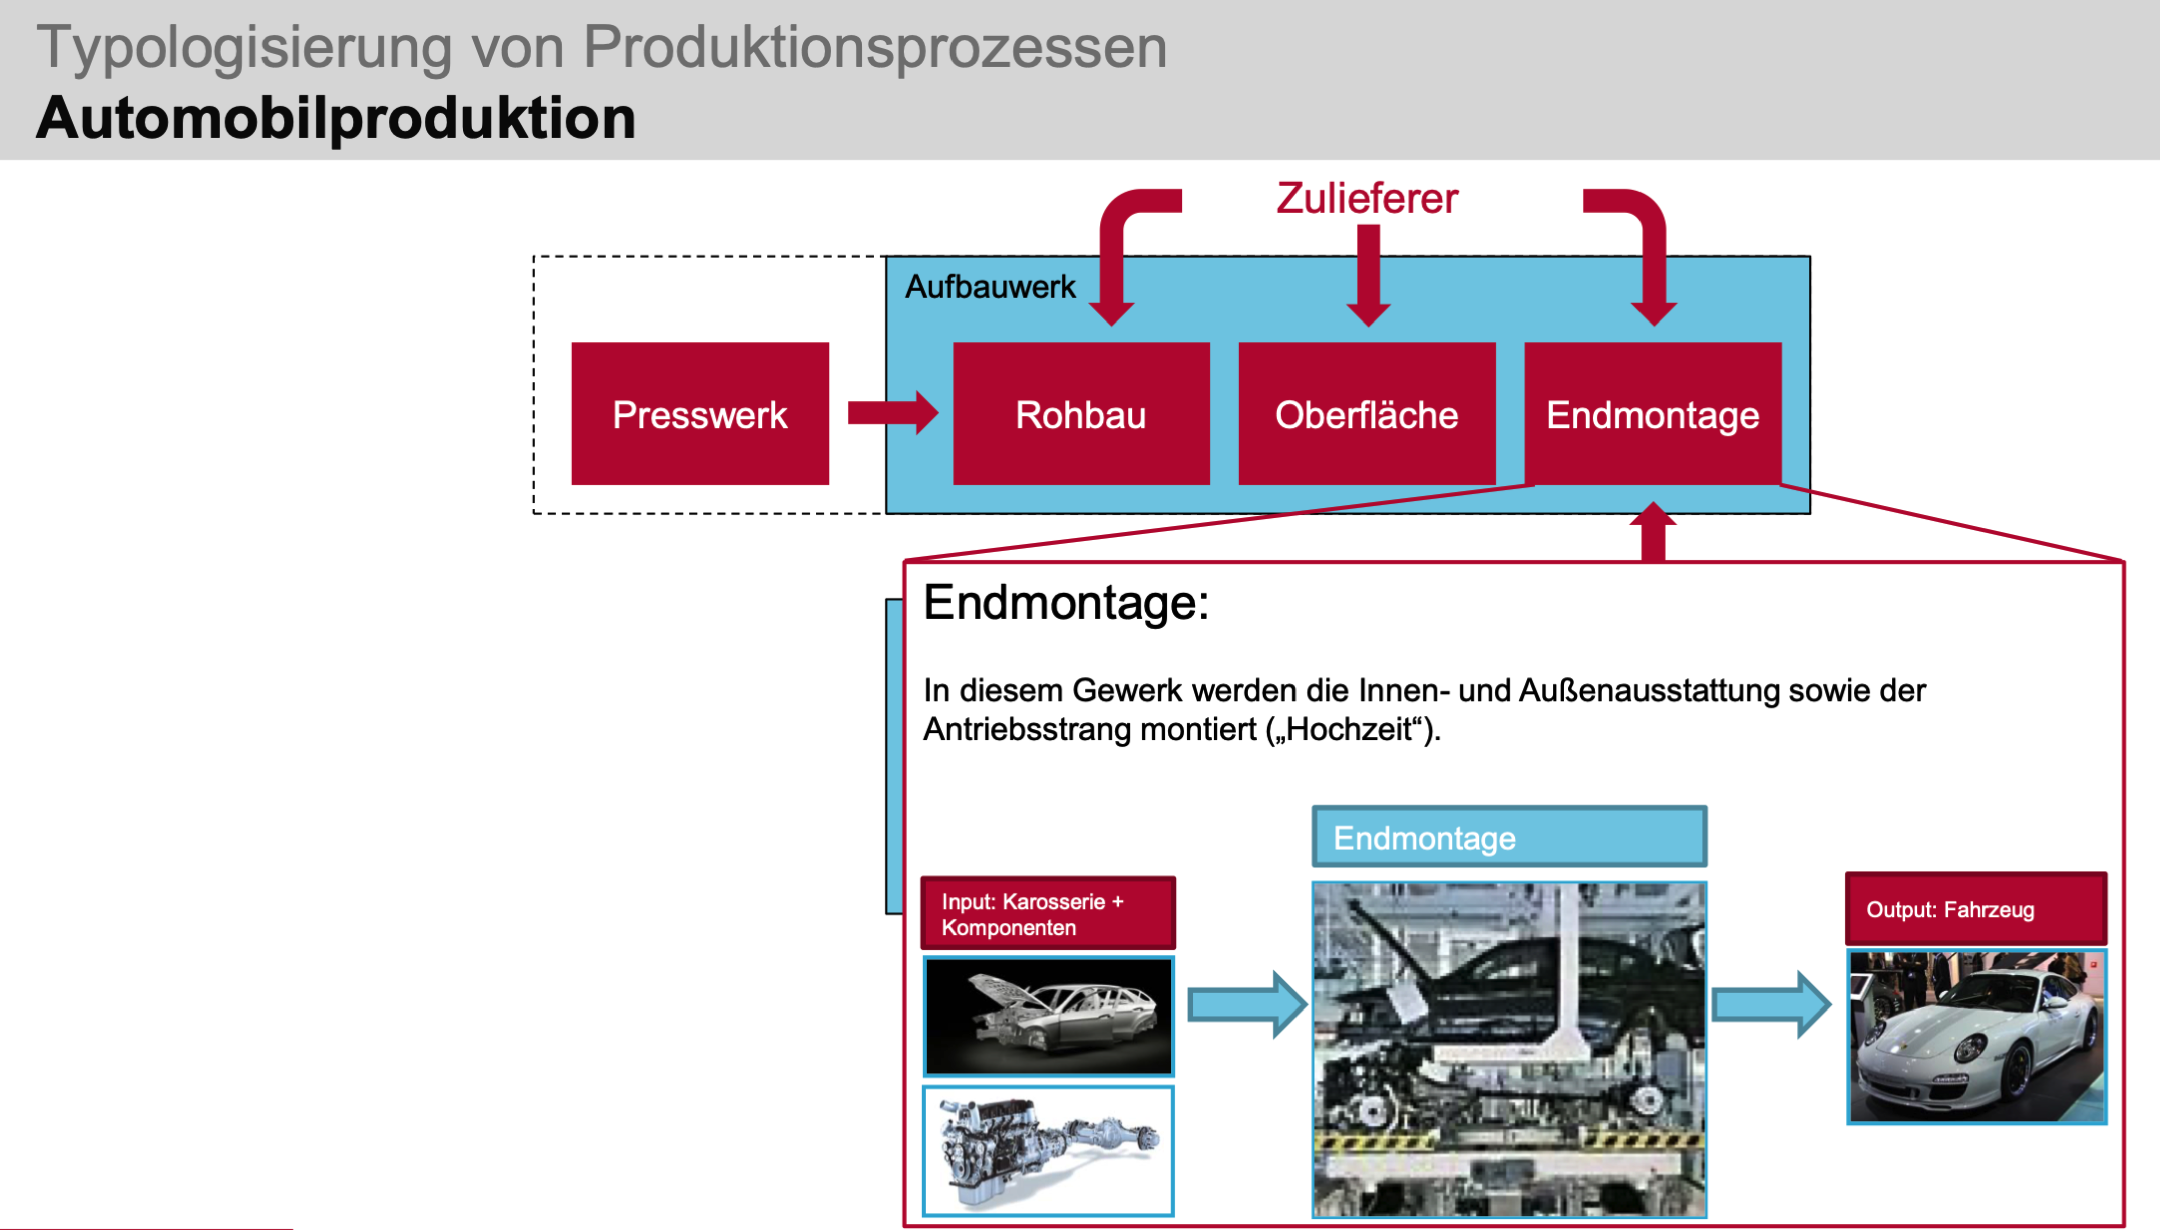 Typologisierung von Produktionsprozessen
Automobilproduktion
Zulieferer
Aufbauwerk
Presswerk
Rohbau
Oberfläche
Endmontage
Endmontage:
In diesem Gewerk werden die Innen- und Außenausstattung sowie der
Antriebsstrang montiert („Hochzeit“).
Endmontage
Input: Karosserie +
Komponenten
Output: Fahrzeug